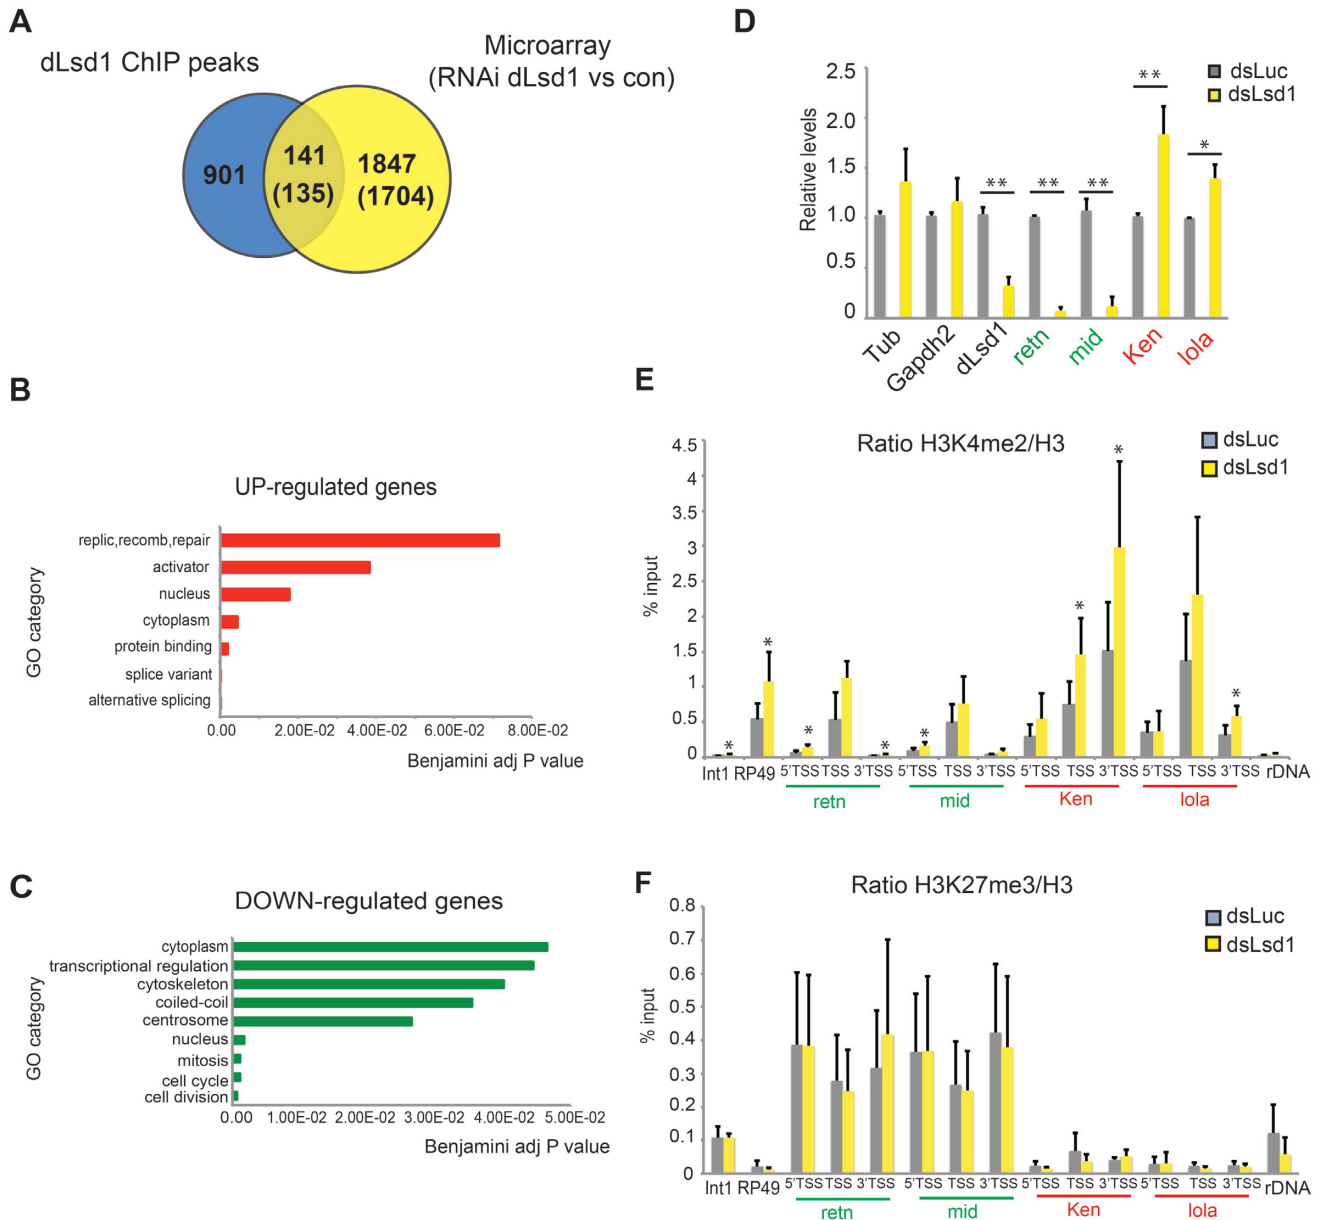 A
dLsd1 ChIP peaks
Microarray
(RNAi dLsd1 vs con)
901
141
(135)
1847
(1704)
B
UP-regulated genes
GO category
replic,recomb,repair
activator
nucleus
cytoplasm
protein binding
splice variant
alternative splicing
0.00 2.00E-02 4.00E-02 6.00E-02 8.00E-02
Benjamini adj P value
C
DOWN-regulated genes
GO category
cytoplasm
transcriptional regulation
cytoskeleton
coiled-coil
centrosome
nucleus
mitosis
cell cycle
cell division
0.00 1.00E-02 2.00E-02 3.00E-02 4.00E-02 5.00E-02
Benjamini adj P value
D
dsLuc
dsLsd1
Relative levels
2.5
2.0
1.5
1.0
0.5
0
** ** ** ** *
Tub Gapdh2 dLsd1 retn mid Ken lola
E
Ratio H3K4me2/H3
dsLuc
dsLsd1
% input
4.5
4
3.5
3
2.5
2
1.5
1
0.5
0
* * * * * * * *
Int1 RP49 5'TSS TSS 3'TSS 5'TSS TSS 3'TSS 5'TSS TSS 3'TSS 5'TSS TSS 3'TSS rDNA
retn mid Ken lola
F
Ratio H3K27me3/H3
dsLuc
dsLsd1
% input
0.8
0.7
0.6
0.5
0.4
0.3
0.2
0.1
0
Int1 RP49 5'TSS TSS 3'TSS 5'TSS TSS 3'TSS 5'TSS TSS 3'TSS 5'TSS TSS 3'TSS rDNA
retn mid Ken lola